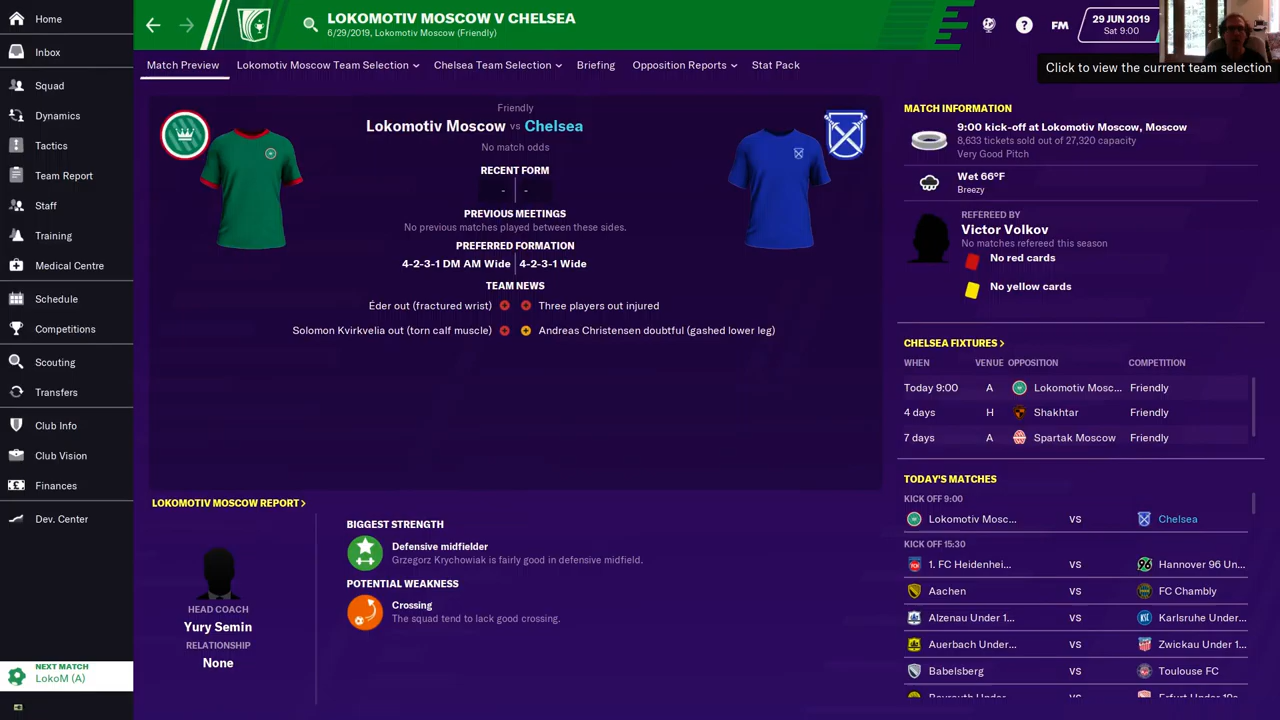 Home
LOKOMOTIV MOSCOW V CHELSEA
6/29/2019, Lokomotiv Moscow (Friendly)
?
FM
29 JUN 2019
Sat 9:00
Click to view the current team selection
Match Preview
Lokomotiv Moscow Team Selection
Chelsea Team Selection
Briefing
Opposition Reports
Stat Pack
Inbox
Squad
Dynamics
Tactics
Team Report
Staff
Training
Medical Centre
Schedule
Competitions
Scouting
Transfers
Club Info
Club Vision
Finances
Dev. Center
NEXT MATCH
LokoM (A)
Friendly
Lokomotiv Moscow vs Chelsea
No match odds
RECENT FORM
- -
PREVIOUS MEETINGS
No previous matches played between these sides.
PREFERRED FORMATION
4-2-3-1 DM AM Wide 4-2-3-1 Wide
TEAM NEWS
Éder out (fractured wrist) Three players out injured
Solomon Kvirkvelia out (torn calf muscle) Andreas Christensen doubtful (gashed lower leg)
LOKOMOTIV MOSCOW REPORT >
HEAD COACH
Yury Semin
RELATIONSHIP
None
BIGGEST STRENGTH
Defensive midfielder
Grzegorz Krychowiak is fairly good in defensive midfield.
POTENTIAL WEAKNESS
Crossing
The squad tend to lack good crossing.
MATCH INFORMATION
9:00 kick-off at Lokomotiv Moscow, Moscow
8,633 tickets sold out of 27,320 capacity
Very Good Pitch
Wet 66°F
Breezy
REFEREED BY
Victor Volkov
No matches refereed this season
No red cards
No yellow cards
CHELSEA FIXTURES >
WHEN VENUE OPPOSITION COMPETITION
Today 9:00 A Lokomotiv Mosc... Friendly
4 days H Shakhtar Friendly
7 days A Spartak Moscow Friendly
TODAY'S MATCHES
KICK OFF 9:00
Lokomotiv Mosc... VS Chelsea
KICK OFF 15:30
1. FC Heidenhei... VS Hannover 96 Un...
Aachen VS FC Chambly
Alzenau Under 1... VS Karlsruhe Under...
Auerbach Under... VS Zwickau Under 1...
Babelsberg VS Toulouse FC
Bayreuth Under... VS Erfurt Under 19s